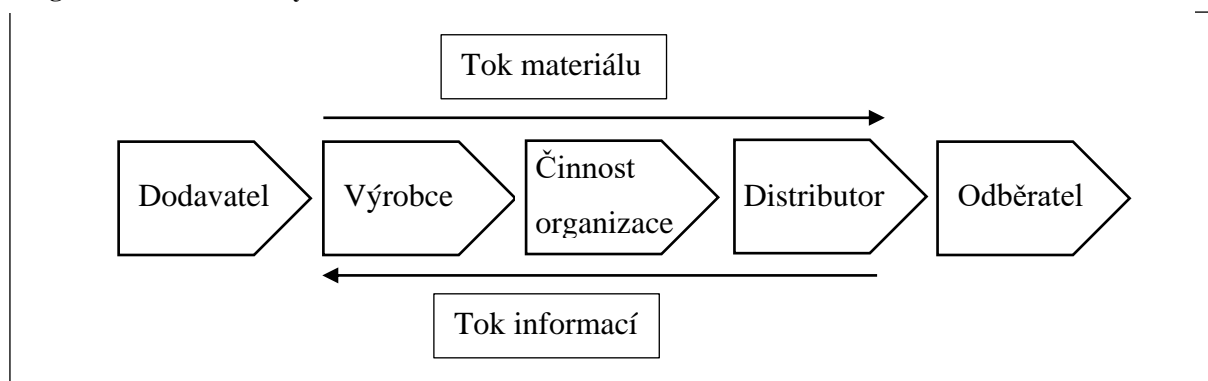 Tok materiálu
Dodavatel
Výrobce
Činnost
organizace
Distributor
Odběratel
Tok informací